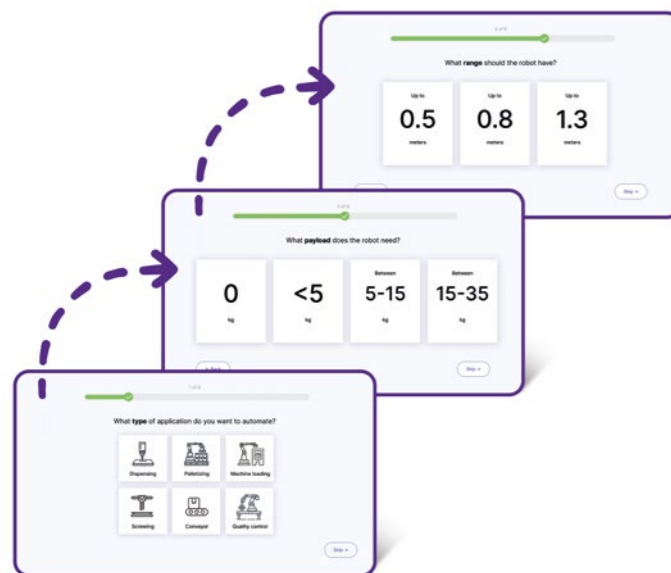 What range should the robot have?
Up to
0.5
meters
Up to
0.8
meters
Up to
1.3
meters
Skip →
What payload does the robot need?
0
kg
<5
kg
Between
5-15
kg
Between
15-35
kg
Skip →
1 of 6
What type of application do you want to automate?
Dispensing
Palletizing
Machine loading
Screwing
Conveyor
Quality control
Skip →